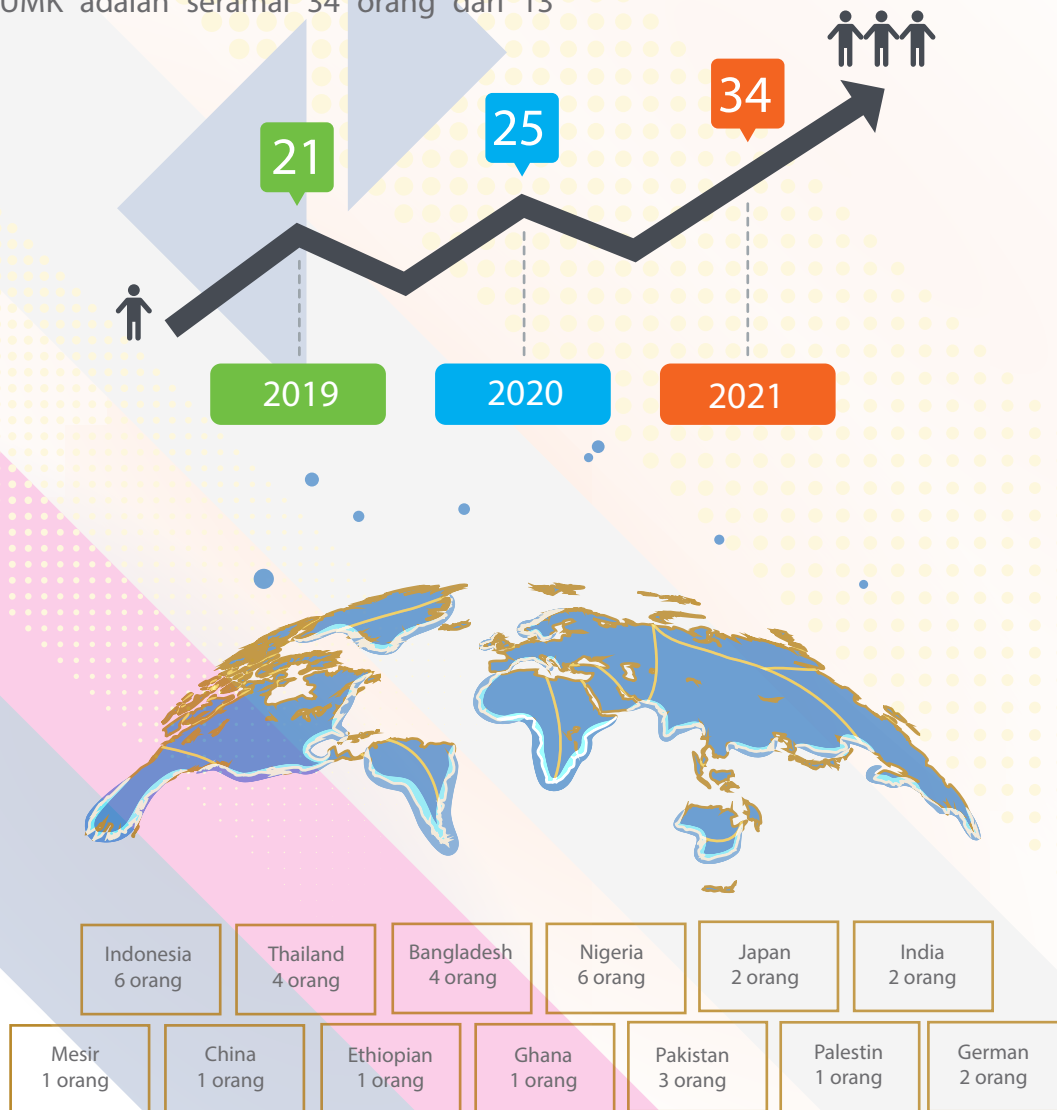 UMK adalah seramai 34 orang dari 13
21
25
34
2019
2020
2021
Indonesia
6 orang
Thailand
4 orang
Bangladesh
4 orang
Nigeria
6 orang
Japan
2 orang
India
2 orang
Mesir
1 orang
China
1 orang
Ethiopian
1 orang
Ghana
1 orang
Pakistan
3 orang
Palestin
1 orang
German
2 orang